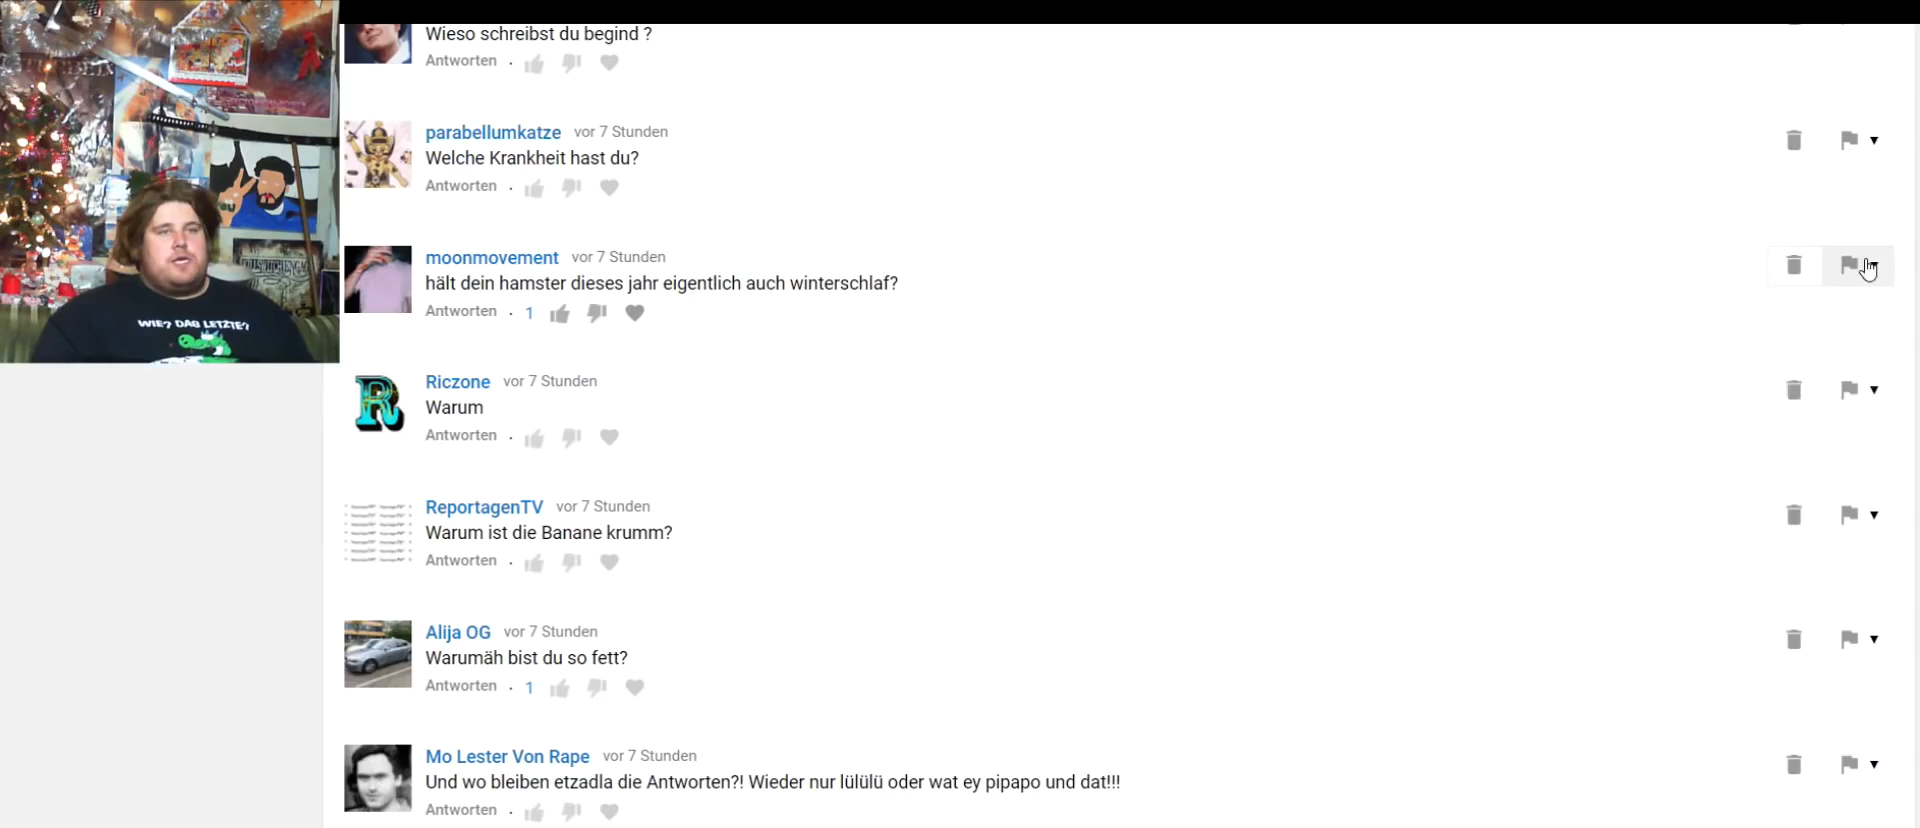 WIE? DAS LETZTE?
Wieso schreibst du begind ?
Antworten .
parabellumkatze vor 7 Stunden
Welche Krankheit hast du?
Antworten .
moonmovement vor 7 Stunden
hält dein hamster dieses jahr eigentlich auch winterschlaf?
Antworten . 1
Riczone vor 7 Stunden
Warum
Antworten .
ReportagenTV vor 7 Stunden
Warum ist die Banane krumm?
Antworten .
Alija OG vor 7 Stunden
Warumäh bist du so fett?
Antworten . 1
Mo Lester Von Rape vor 7 Stunden
Und wo bleiben etzadla die Antworten?! Wieder nur lülülü oder wat ey pipapo und dat!!!
Antworten .